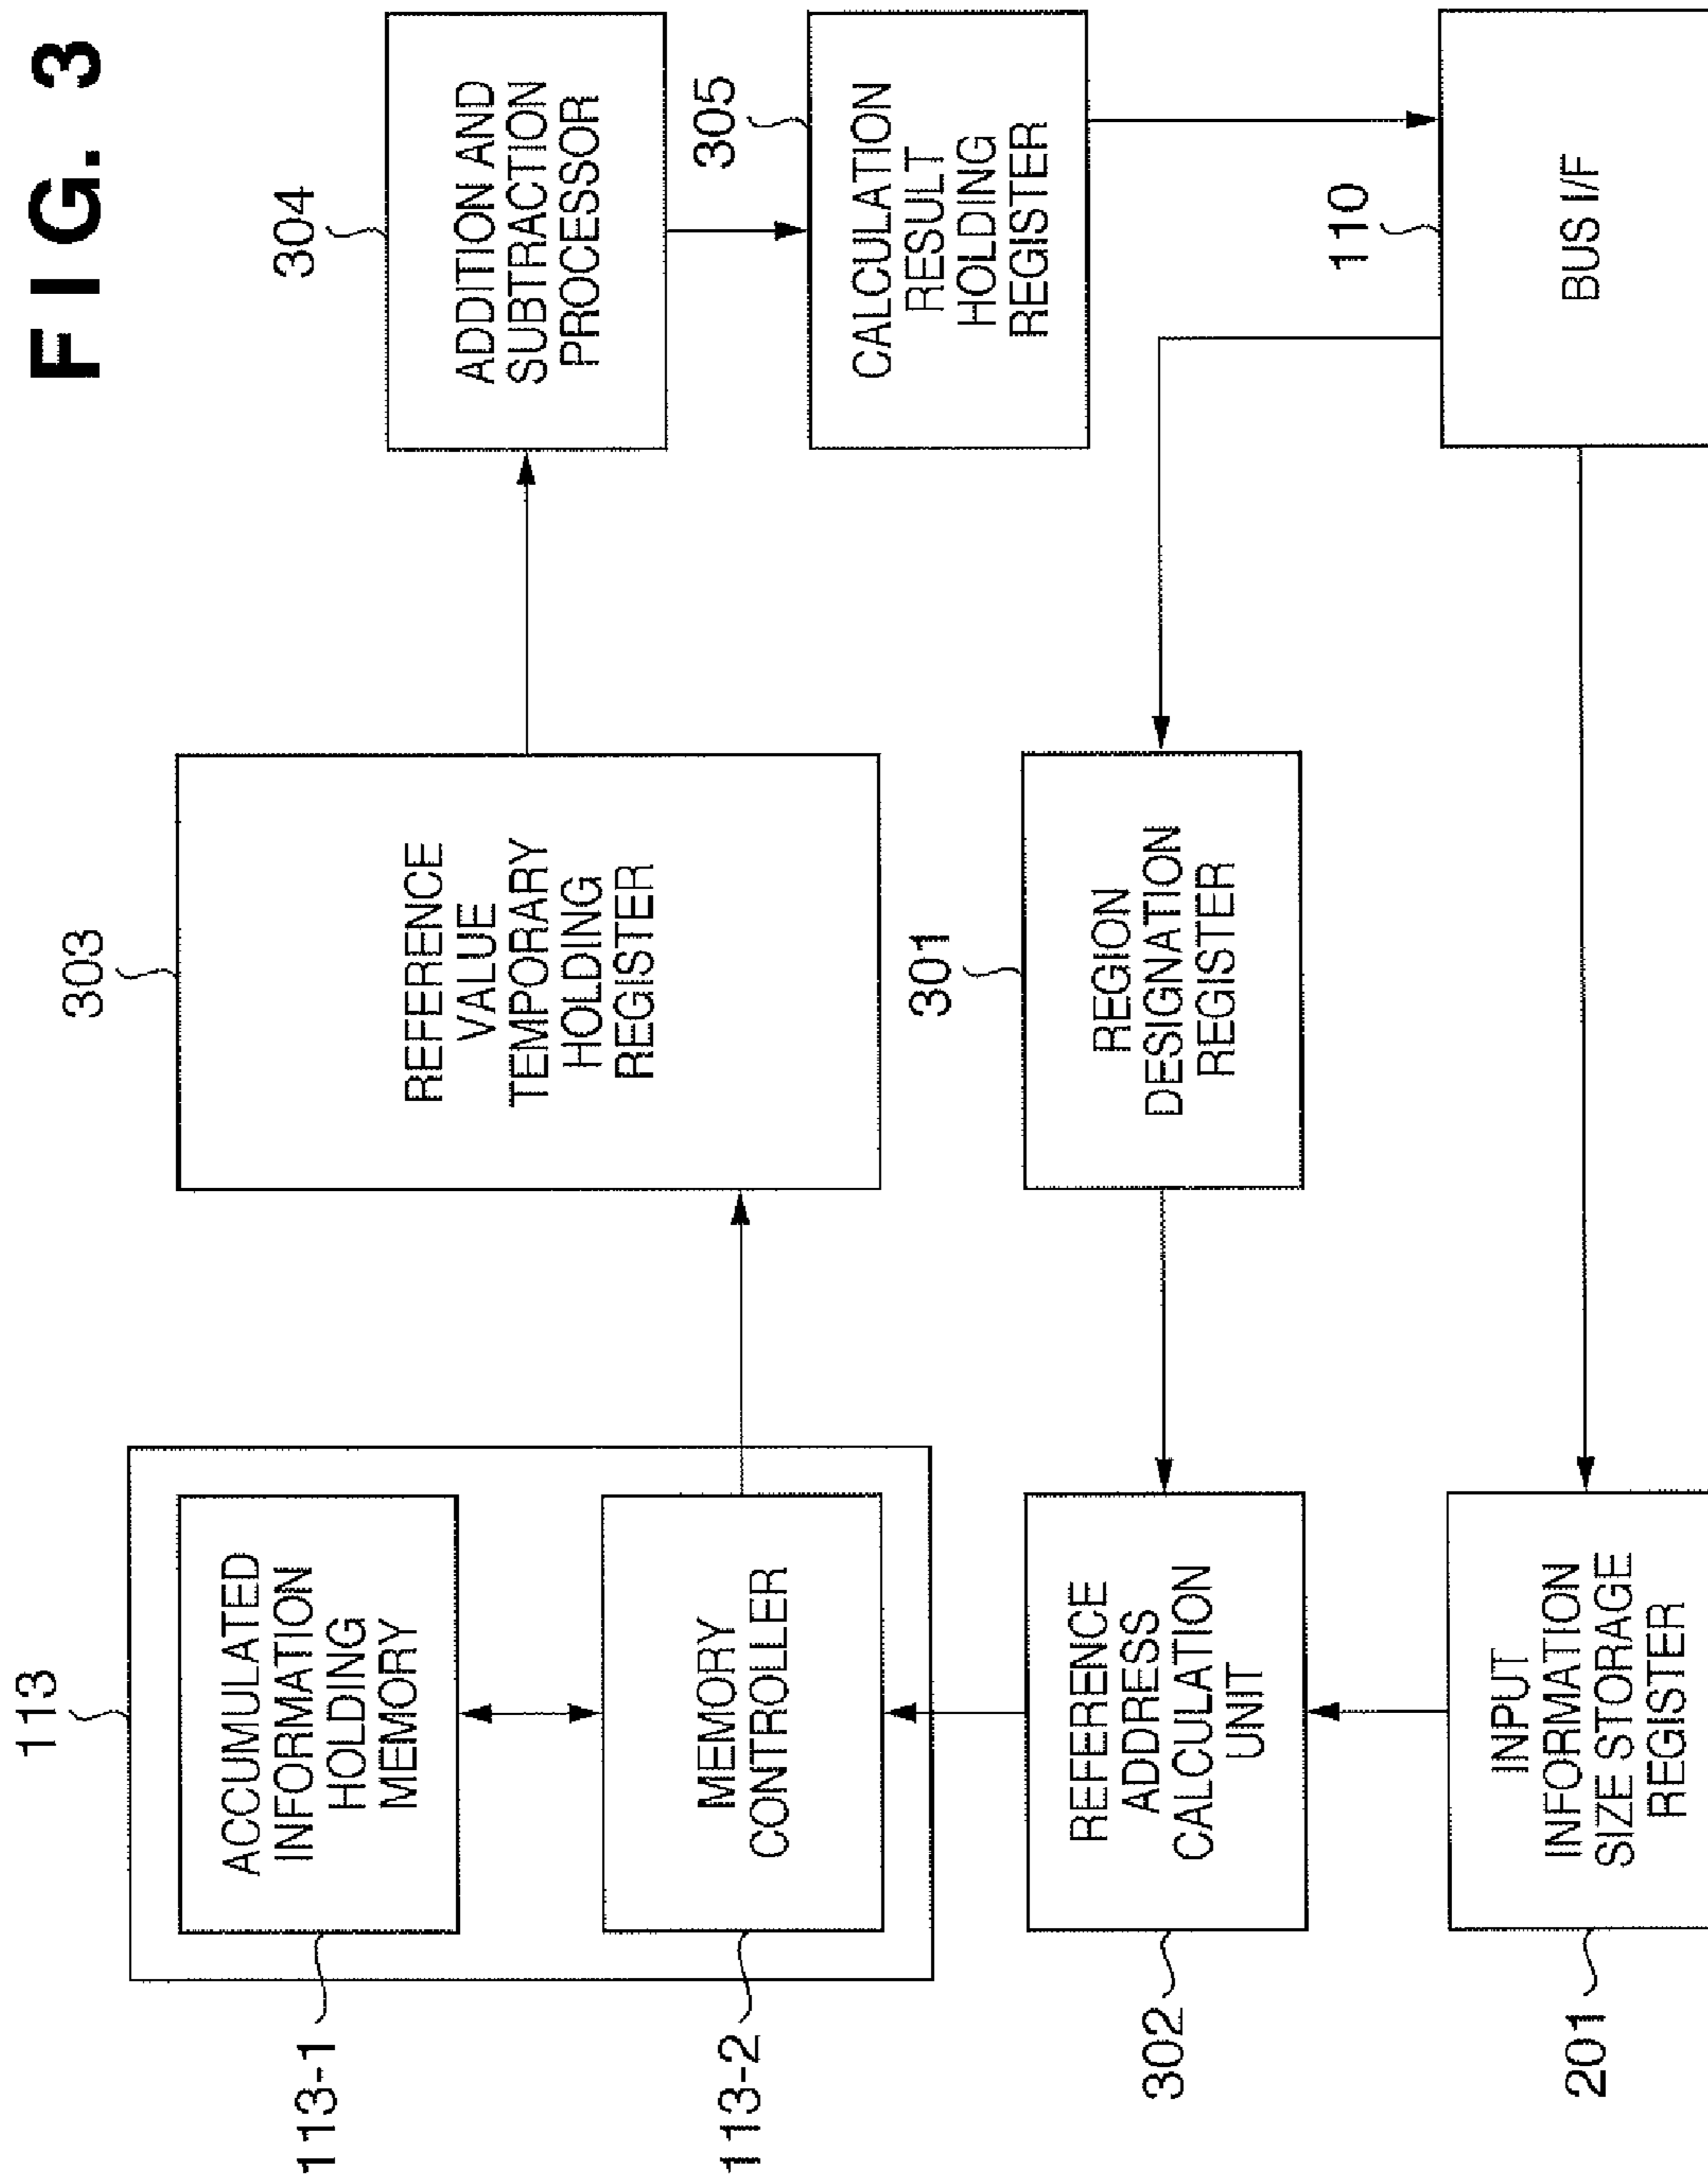 FIG. 3
113
113-1
ACCUMULATED
INFORMATION
HOLDING
MEMORY
113-2
MEMORY
CONTROLLER
303
REFERENCE
VALUE
TEMPORARY
HOLDING
REGISTER
304
ADDITION AND
SUBTRACTION
PROCESSOR
305
CALCULATION
RESULT
HOLDING
REGISTER
302
REFERENCE
ADDRESS
CALCULATION
UNIT
301
REGION
DESIGNATION
REGISTER
201
INPUT
INFORMATION
SIZE STORAGE
REGISTER
110
BUS I/F